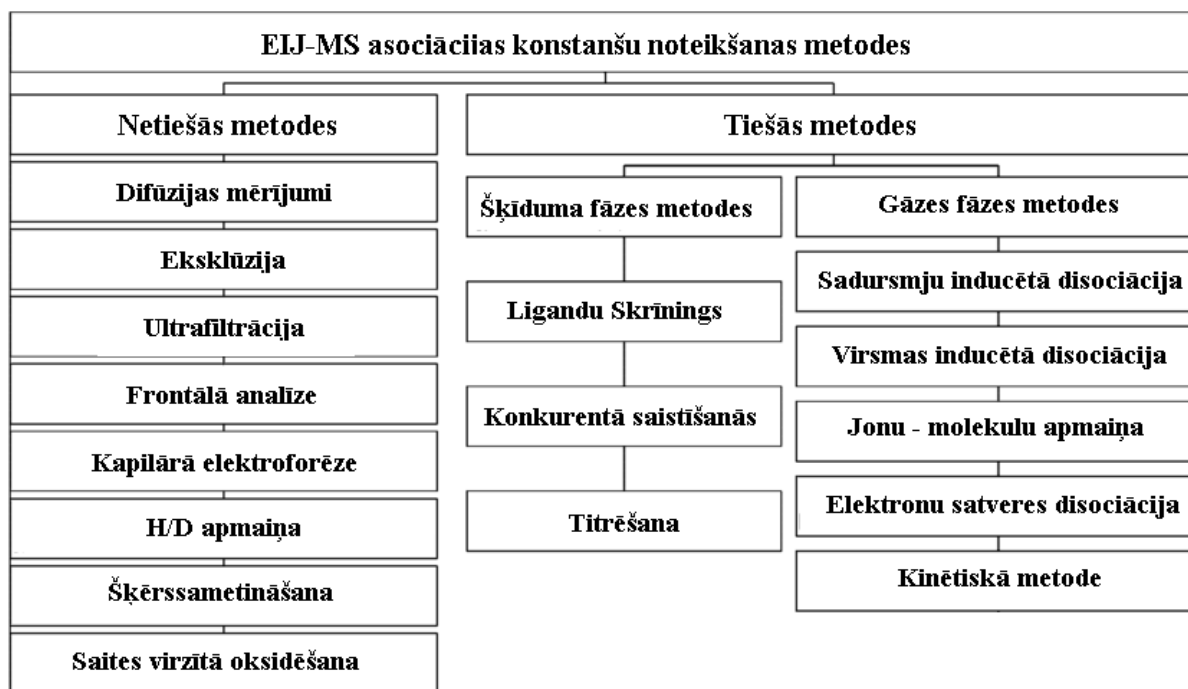 EIJ-MS asociācijas konstanšu noteikšanas metodes
Netiešās metodes
Difūzijas mērījumi
Eksklūzija
Ultrafiltrācija
Frontālā analīze
Kapilārā elektroforēze
H/D apmaiņa
Šķērssametināšana
Saites virzītā oksidēšana
Tiešās metodes
Šķīduma fāzes metodes
Ligandu Skrīnings
Konkurentā saistīšanās
Titrēšana
Gāzes fāzes metodes
Sadursmju inducētā disociācija
Virsmas inducētā disociācija
Jonu - molekulu apmaiņa
Elektronu satveres disociācija
Kinētiskā metode